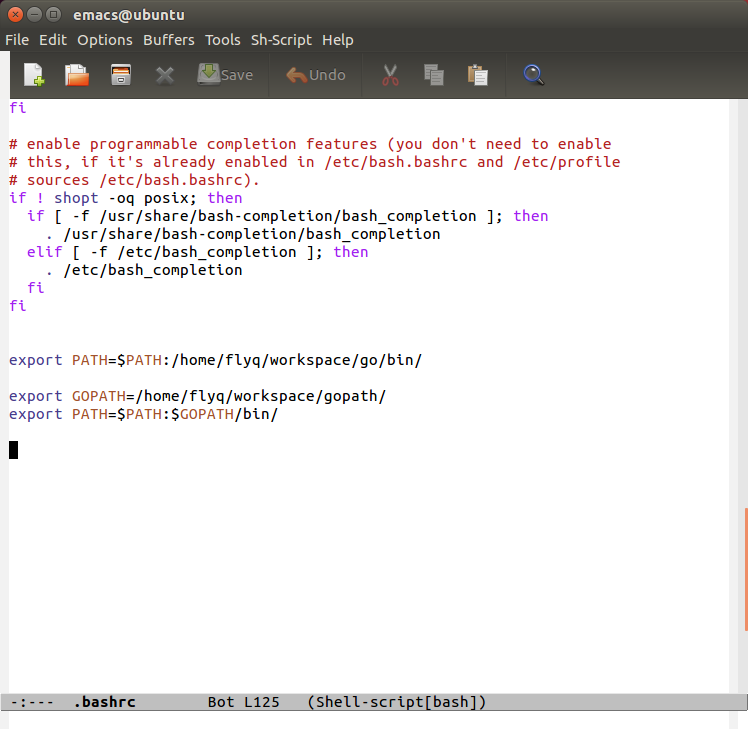 emacs@ubuntu
File Edit Options Buffers Tools Sh-Script Help
Save Undo
fi
# enable programmable completion features (you don't need to enable
# this, if it's already enabled in /etc/bash.bashrc and /etc/profile
# sources /etc/bash.bashrc).
if ! shopt -oq posix; then
  if [ -f /usr/share/bash-completion/bash_completion ]; then
    . /usr/share/bash-completion/bash_completion
  elif [ -f /etc/bash_completion ]; then
    . /etc/bash_completion
  fi
fi
export PATH=$PATH:/home/flyq/workspace/go/bin/
export GOPATH=/home/flyq/workspace/gopath/
export PATH=$PATH:$GOPATH/bin/
-:--- .bashrc Bot L125 (Shell-script[bash])